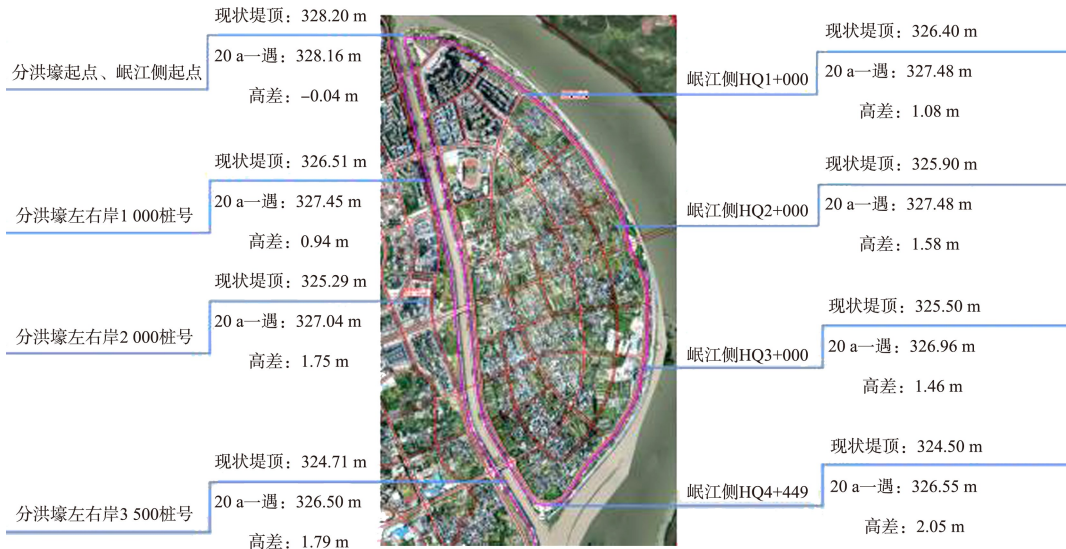 现状堤顶：328.20 m
分洪壕起点、岷江侧起点
20 a一遇：328.16 m
高差：–0.04 m
现状堤顶：326.51 m
分洪壕左右岸1 000桩号
20 a一遇：327.45 m
高差：0.94 m
现状堤顶：325.29 m
分洪壕左右岸2 000桩号
20 a一遇：327.04 m
高差：1.75 m
现状堤顶：324.71 m
分洪壕左右岸3 500桩号
20 a一遇：326.50 m
高差：1.79 m
现状堤顶：326.40 m
岷江侧HQ1+000
20 a一遇：327.48 m
高差：1.08 m
现状堤顶：325.90 m
岷江侧HQ2+000
20 a一遇：327.48 m
高差：1.58 m
现状堤顶：325.50 m
岷江侧HQ3+000
20 a一遇：326.96 m
高差：1.46 m
现状堤顶：324.50 m
岷江侧HQ4+449
20 a一遇：326.55 m
高差：2.05 m